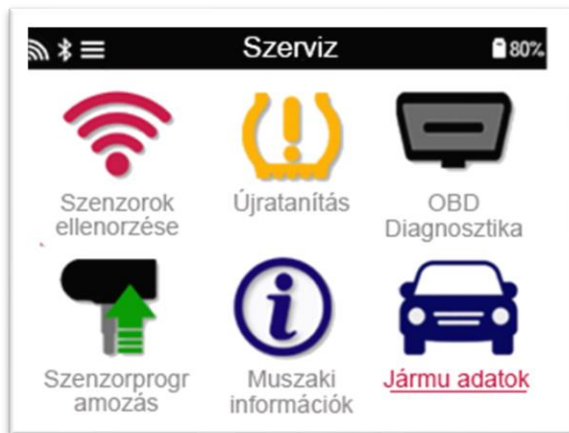 Szerviz
80%
Szenzorok
ellenorzése
Újratanítás
OBD
Diagnosztika
Szenzorprogr
amozás
Muszaki
információk
Jármu adatok